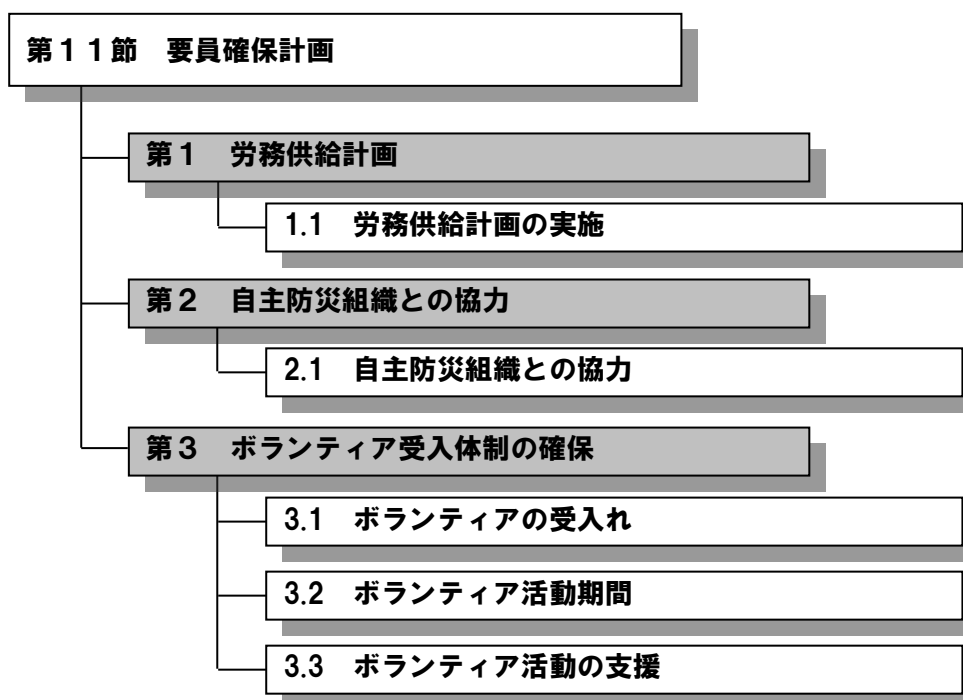 第１１節　要員確保計画
第１　労務供給計画
1.1　労務供給計画の実施
第２　自主防災組織との協力
2.1　自主防災組織との協力
第３　ボランティア受入体制の確保
3.1　ボランティアの受入れ
3.2　ボランティア活動期間
3.3　ボランティア活動の支援